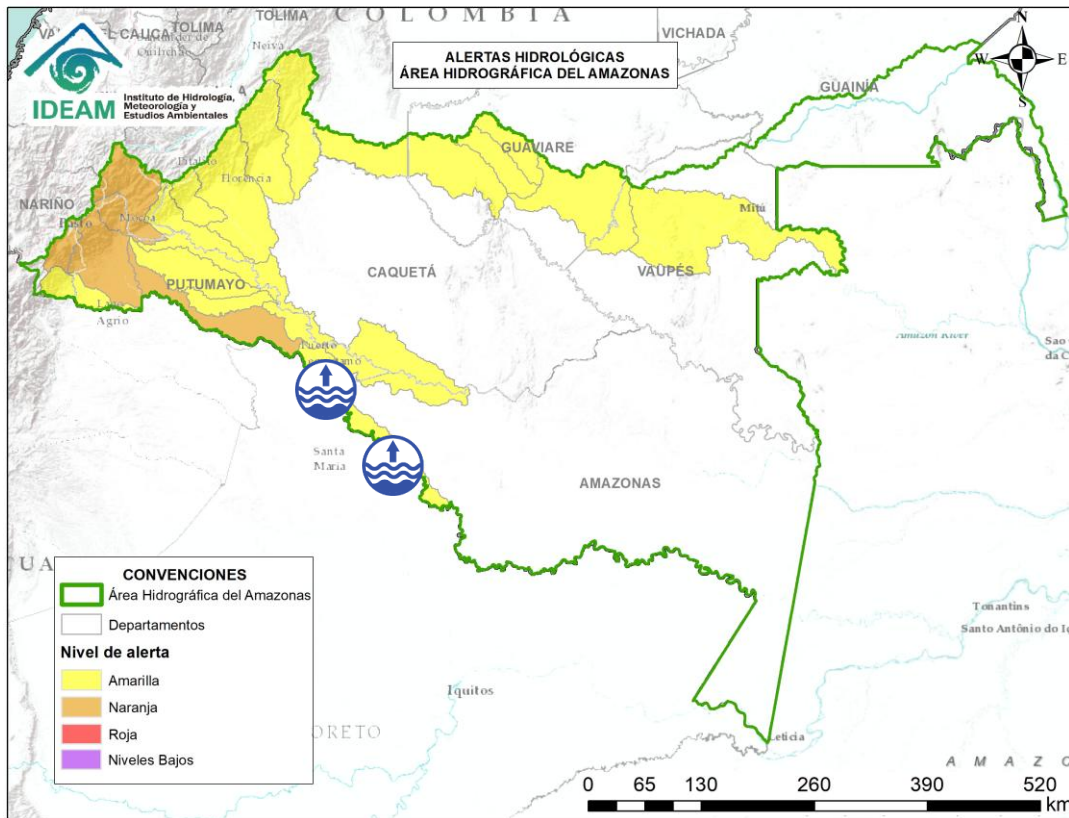 COLOMBIA
TOLIMA
TOLIMA
Neiva
VICHADA
ALERTAS HIDROLÓGICAS
ÁREA HIDROGRÁFICA DEL AMAZONAS
N
W
E
S
IDEAM
Instituto de Hidrología,
Meteorología y
Estudios Ambientales
GUAINÍA
GUAVIARE
Florencia
NARIÑO
Mitú
CAQUETÁ
VAUPÉS
PUTUMAYO
Agrio
Amazon River
Puerto
Santa
María
AMAZONAS
CONVENCIONES
Área Hidrográfica del Amazonas
Departamentos
Nivel de alerta
Amarilla
Naranja
Roja
Niveles Bajos
Tonantins
Santo Antônio do
Iquitos
Leticia
0 65 130 260 390 520
km